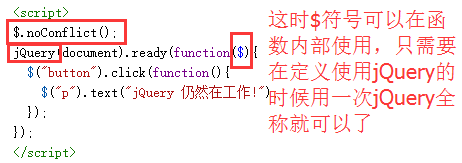 <script>
$.noConflict();
jQuery(document).ready(function($){
$("button").click(function(){
$("p").text("jQuery 仍然在工作!")
});
});
</script>
这时$符号可以在函
数内部使用，只需要
在定义使用jQuery的
时候用一次jQuery全
称就可以了